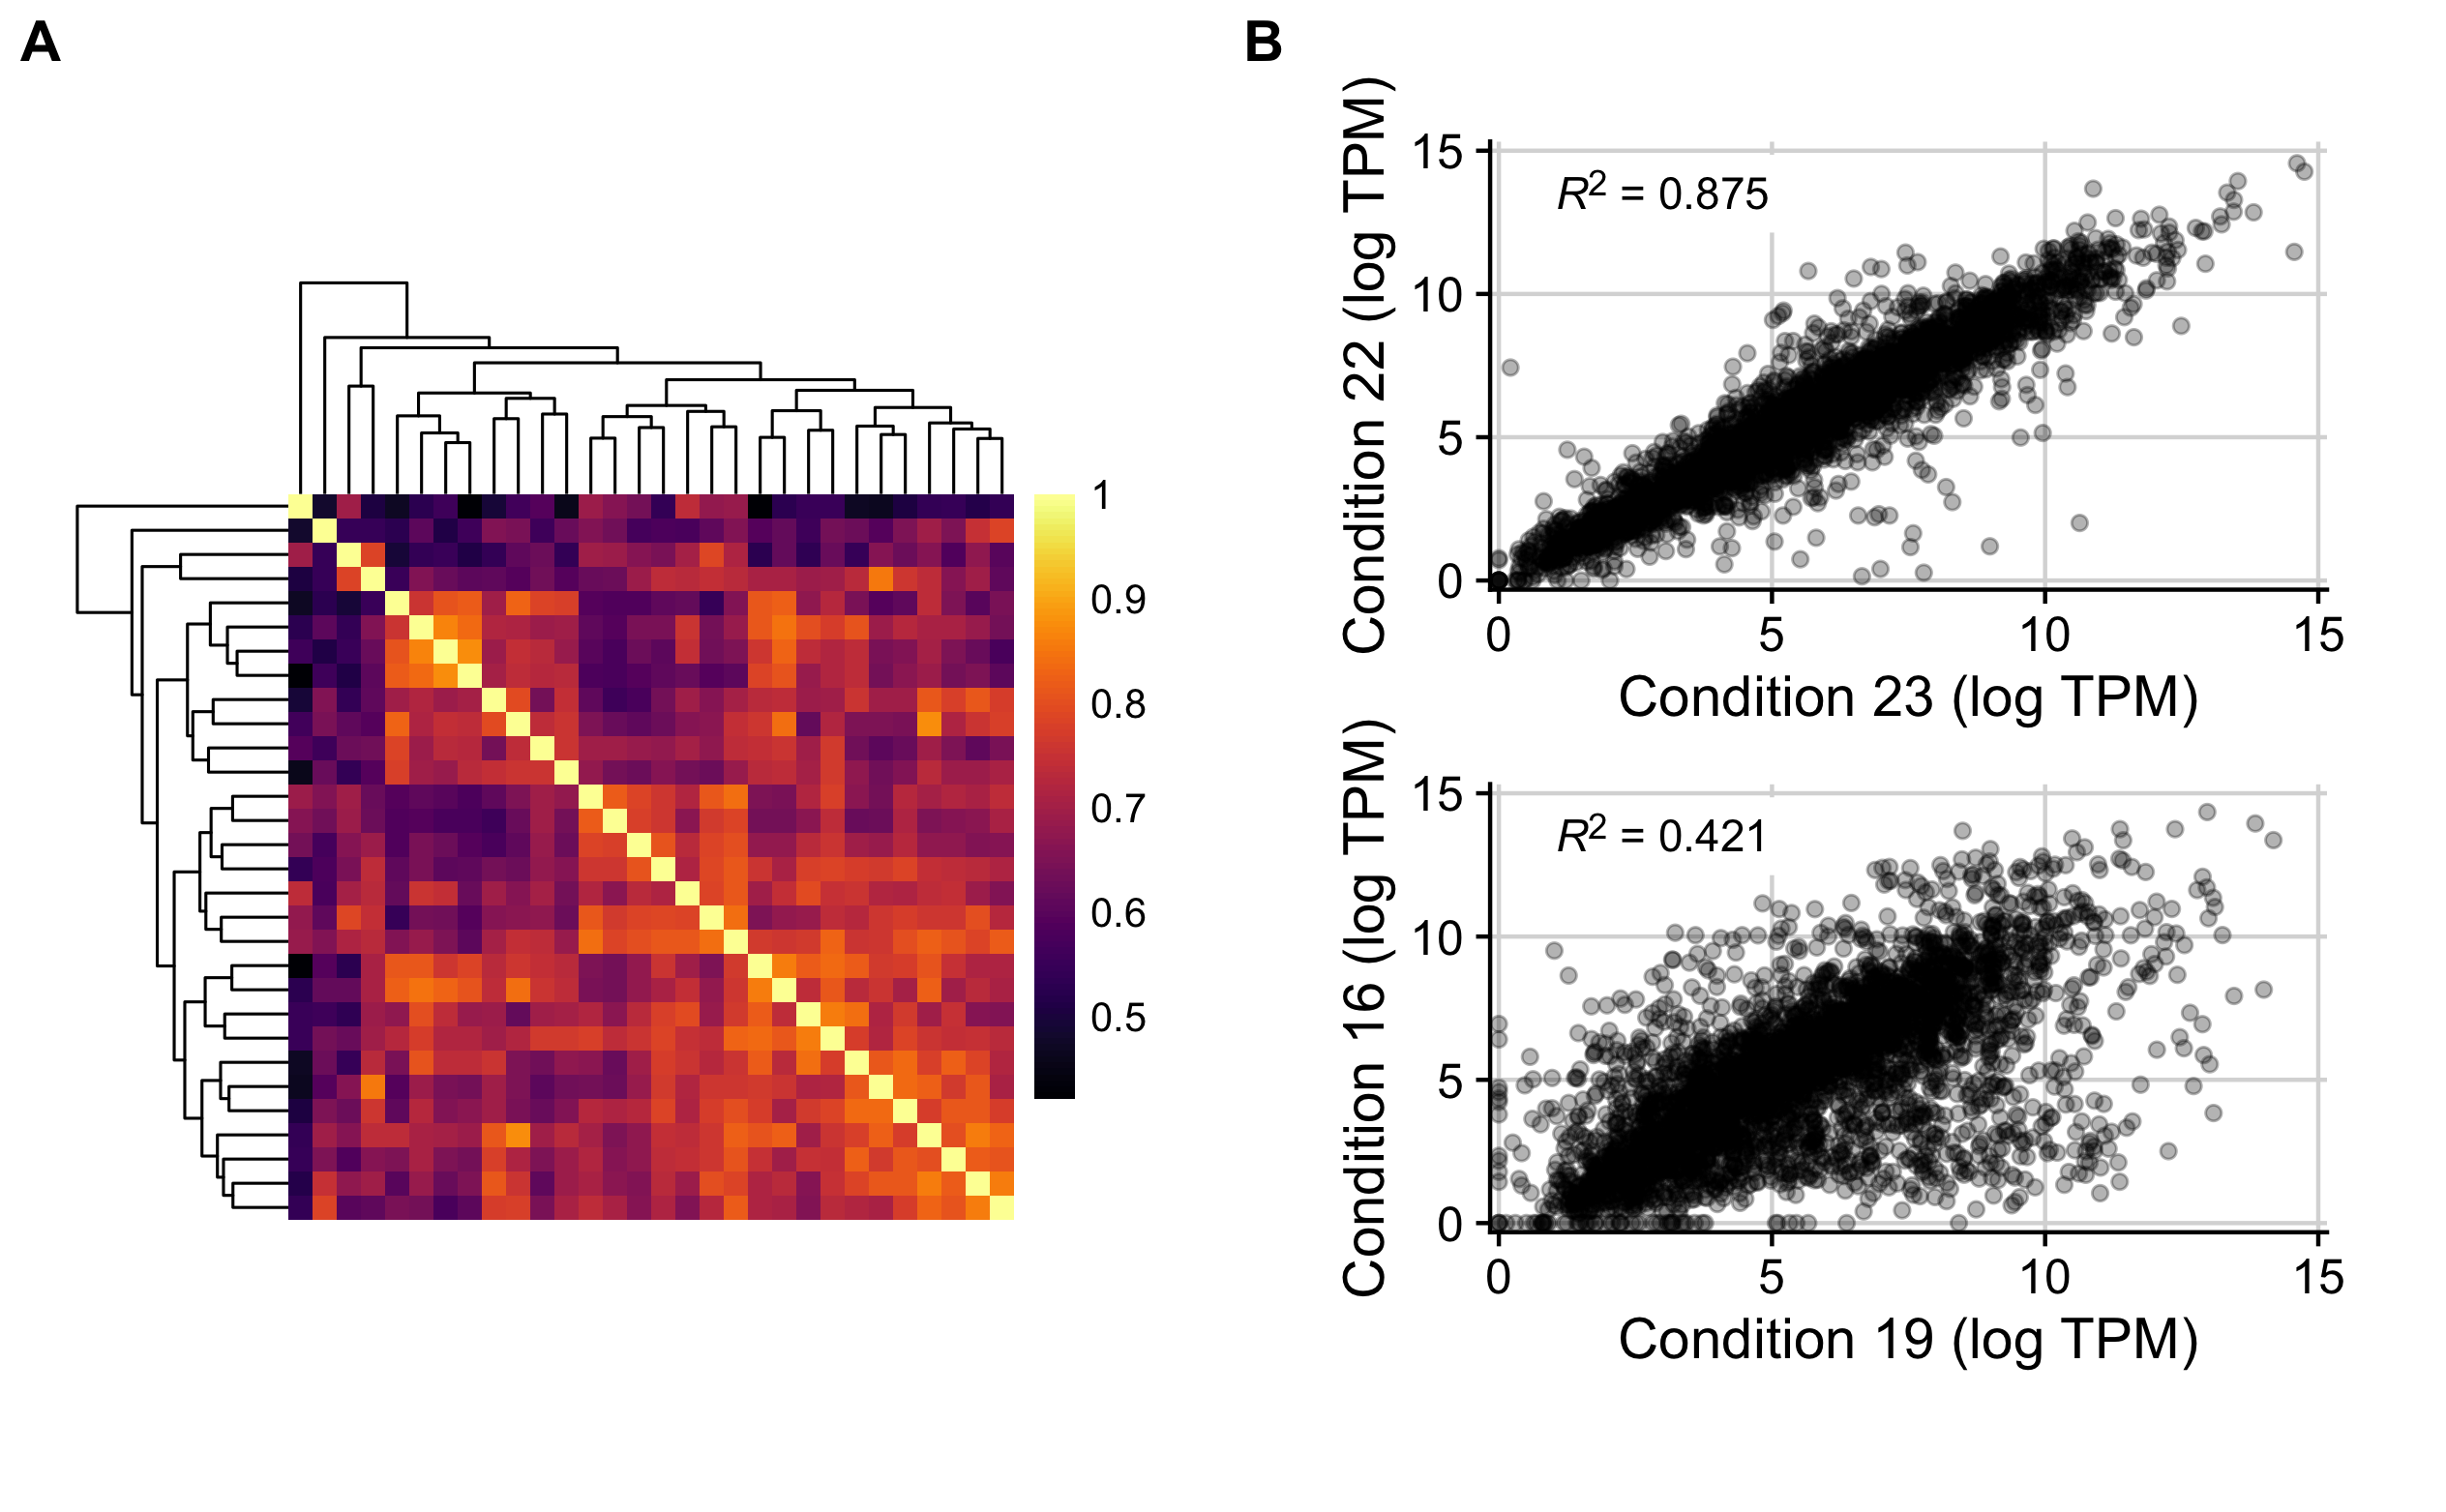 A
1
0.9
0.8
0.7
0.6
0.5
B
Condition 22 (log TPM)
15
10
5
0
R² = 0.875
0
5
10
15
Condition 23 (log TPM)
Condition 16 (log TPM)
15
10
5
0
R² = 0.421
0
5
10
15
Condition 19 (log TPM)